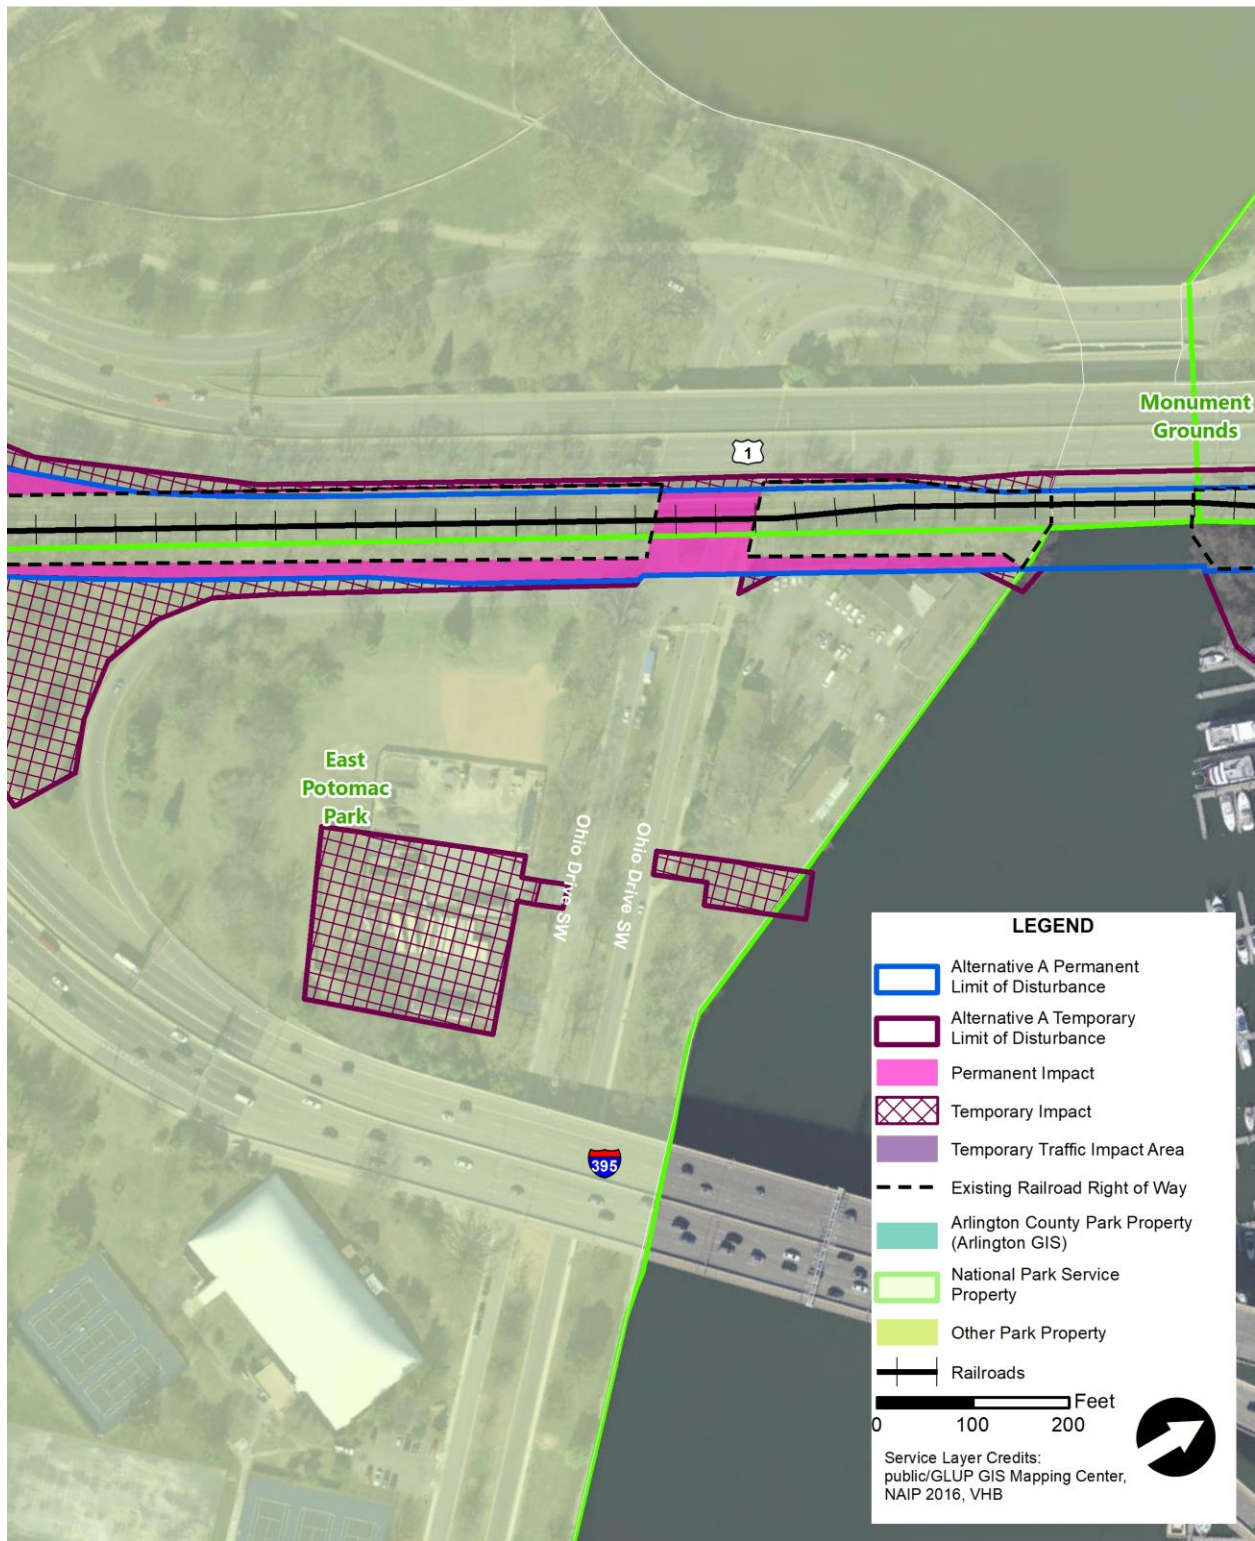 Monument
Grounds
1
East
Potomac
Park
Ohio Drive SW
Ohio Drive SW
395
LEGEND
Alternative A Permanent
Limit of Disturbance
Alternative A Temporary
Limit of Disturbance
Permanent Impact
Temporary Impact
Temporary Traffic Impact Area
Existing Railroad Right of Way
Arlington County Park Property
(Arlington GIS)
National Park Service
Property
Other Park Property
Railroads
Feet
0 100 200
Service Layer Credits:
public/GLUP GIS Mapping Center,
NAIP 2016, VHB